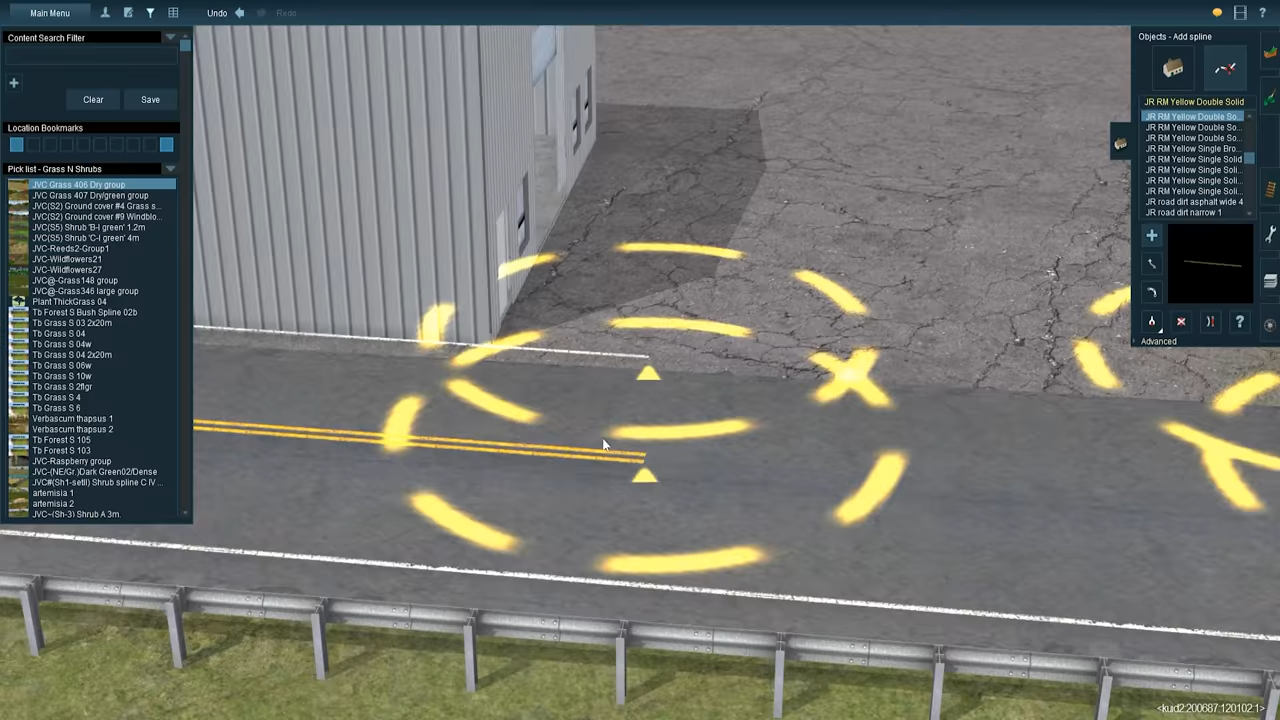 Main Menu
Undo
Redo
?
Content Search Filter
Clear
Save
Location Bookmarks
Pick list - Grass N Shrubs
JVC Grass 406 Dry group
JVC Grass 407 Dry/green group
JVC(S2) Ground cover #4 Grass s...
JVC(S2) Ground cover #9 Windblo...
JVC(S5) Shrub 'B-I green' 1.2m
JVC(S5) Shrub 'C-I green' 4m
JVC-Reeds2-Group1
JVC-Wildflowers21
JVC-Wildflowers27
JVC@-Grass148 group
JVC@-Grass346 large group
Plant ThickGrass 04
Tb Forest S Bush Spline 02b
Tb Grass S 03 2x20m
Tb Grass S 04
Tb Grass S 04w
Tb Grass S 04 2x20m
Tb Grass S 06w
Tb Grass S 10w
Tb Grass S 2flgr
Tb Grass S 4
Tb Grass S 6
Verbascum thapsus 1
Verbascum thapsus 2
Tb Forest S 105
Tb Forest S 103
JVC-Raspberry group
JVC-(NE/Gr.)Dark Green02/Dense
JVC#(Sh1-setII) Shrub spline C IV ...
artemisia 1
artemisia 2
JVC~(Sh-3) Shrub A 3m.
Objects - Add spline
JR RM Yellow Double Solid
JR RM Yellow Double So...
JR RM Yellow Double So...
JR RM Yellow Double So...
JR RM Yellow Single Bro...
JR RM Yellow Single Solid
JR RM Yellow Single Soli...
JR RM Yellow Single Soli...
JR RM Yellow Single Soli...
JR road dirt asphalt wide 4
JR road dirt narrow 1
?
Advanced
<kuid2:200687:120102:1>